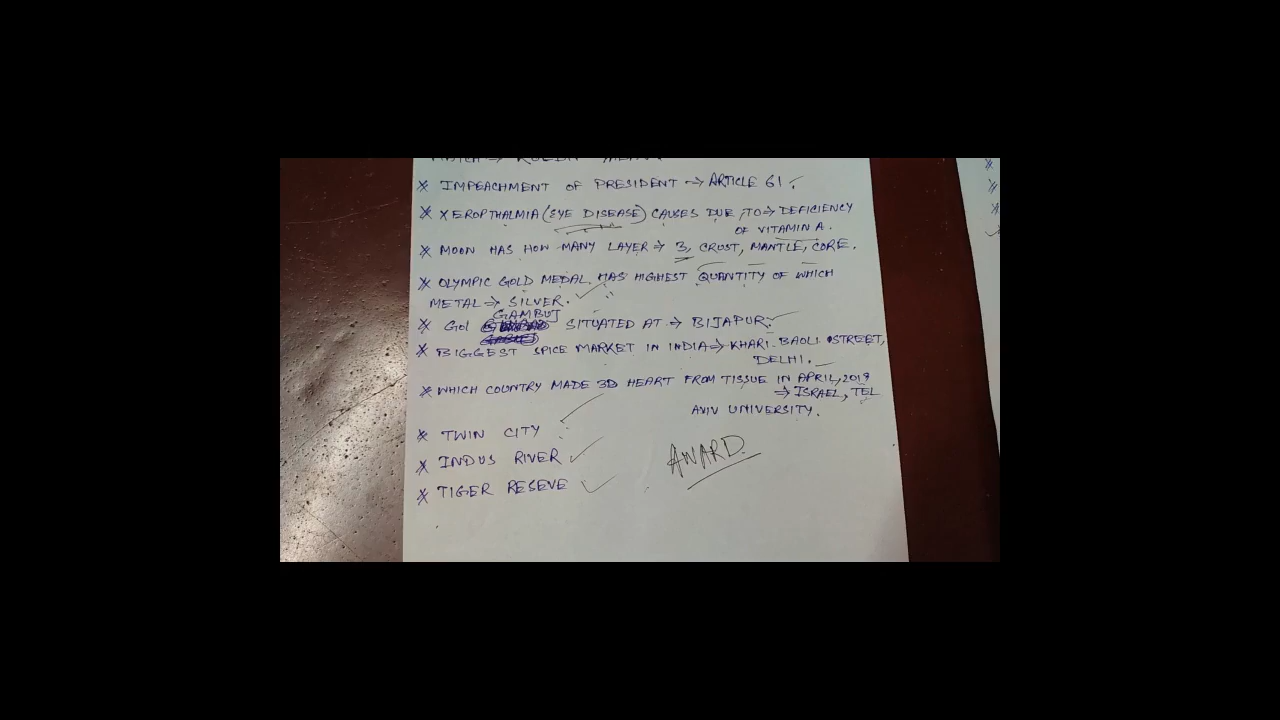 * IMPEACHMENT OF PRESIDENT → ARTICLE 61.
* XEROPTHALMIA (EYE DISEASE) CAUSES DUE TO → DEFICIENCY
OF VITAMIN A.
* MOON HAS HOW MANY LAYER → 3, CRUST, MANTLE, CORE.
* OLYMPIC GOLD MEDAL HAS HIGHEST QUANTITY OF WHICH
METAL → SILVER.
GAMBUJ
* GOl SITUATED AT → BIJAPUR.
* BIGGEST SPICE MARKET IN INDIA → KHARI-BAOLI STREET,
DELHI.
* WHICH COUNTRY MADE 3D HEART FROM TISSUE IN APRIL, 2019
→ ISRAEL, TEL
AVIV UNIVERSITY.
* TWIN CITY
* INDUS RIVER
AWARD.
* TIGER RESEVE